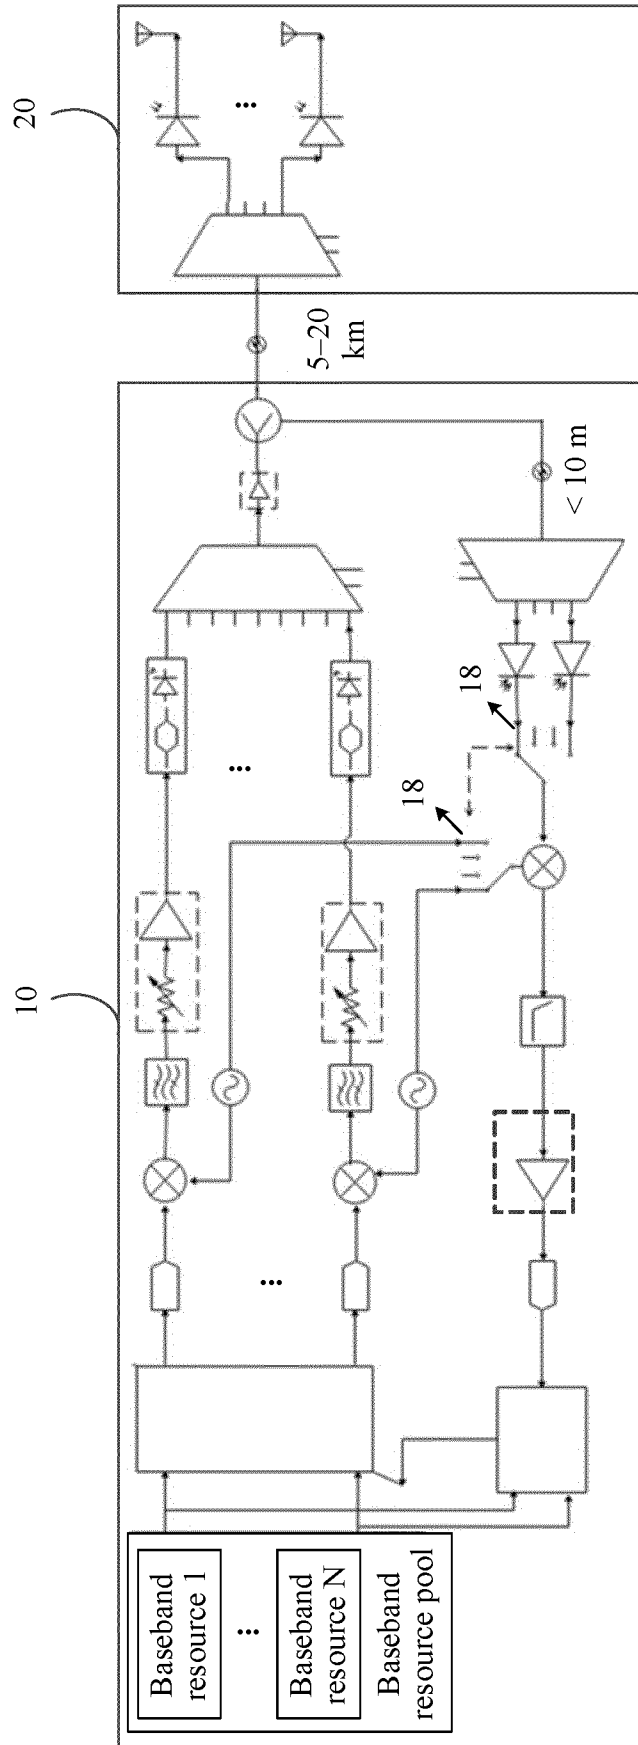 10
20
Baseband
resource 1
...
Baseband
resource N
Baseband
resource pool
...
...
...
18
18
5–20
km
< 10 m